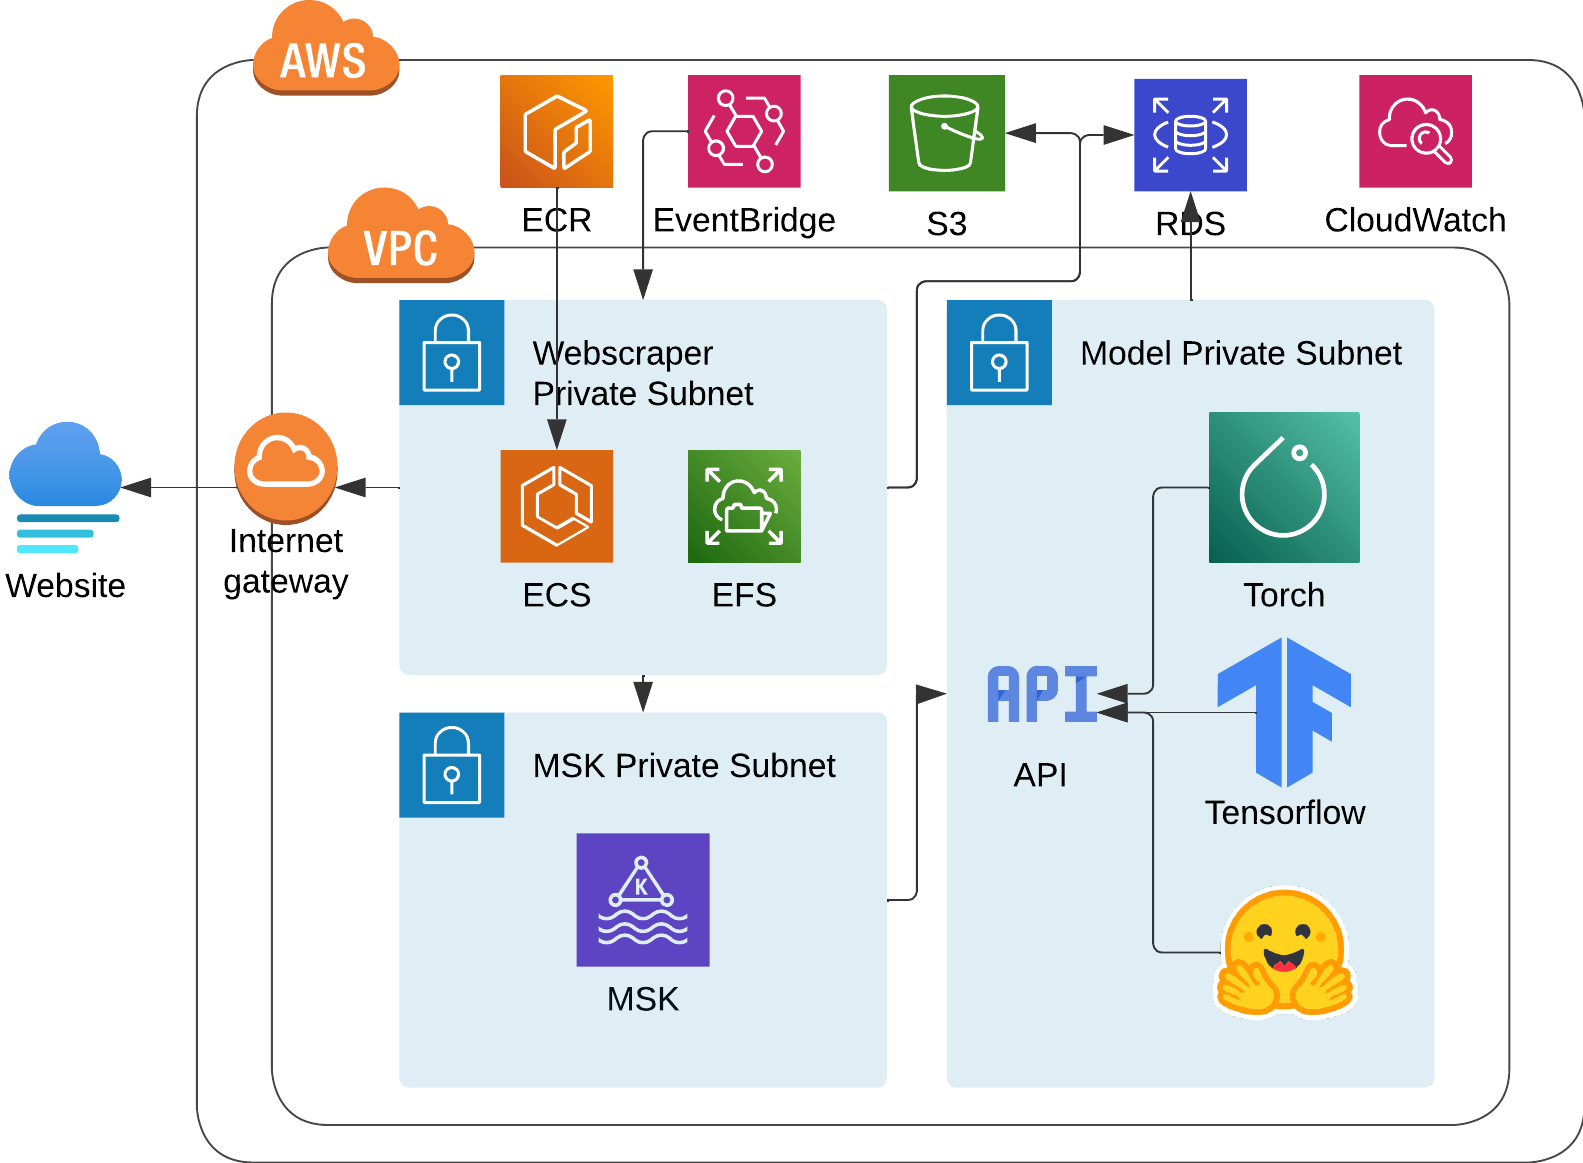 AWS
ECR
EventBridge
S3
RDS
CloudWatch
VPC
Webscraper
Private Subnet
Model Private Subnet
Internet
gateway
Website
ECS
EFS
Torch
API
API
Tensorflow
MSK Private Subnet
K
MSK